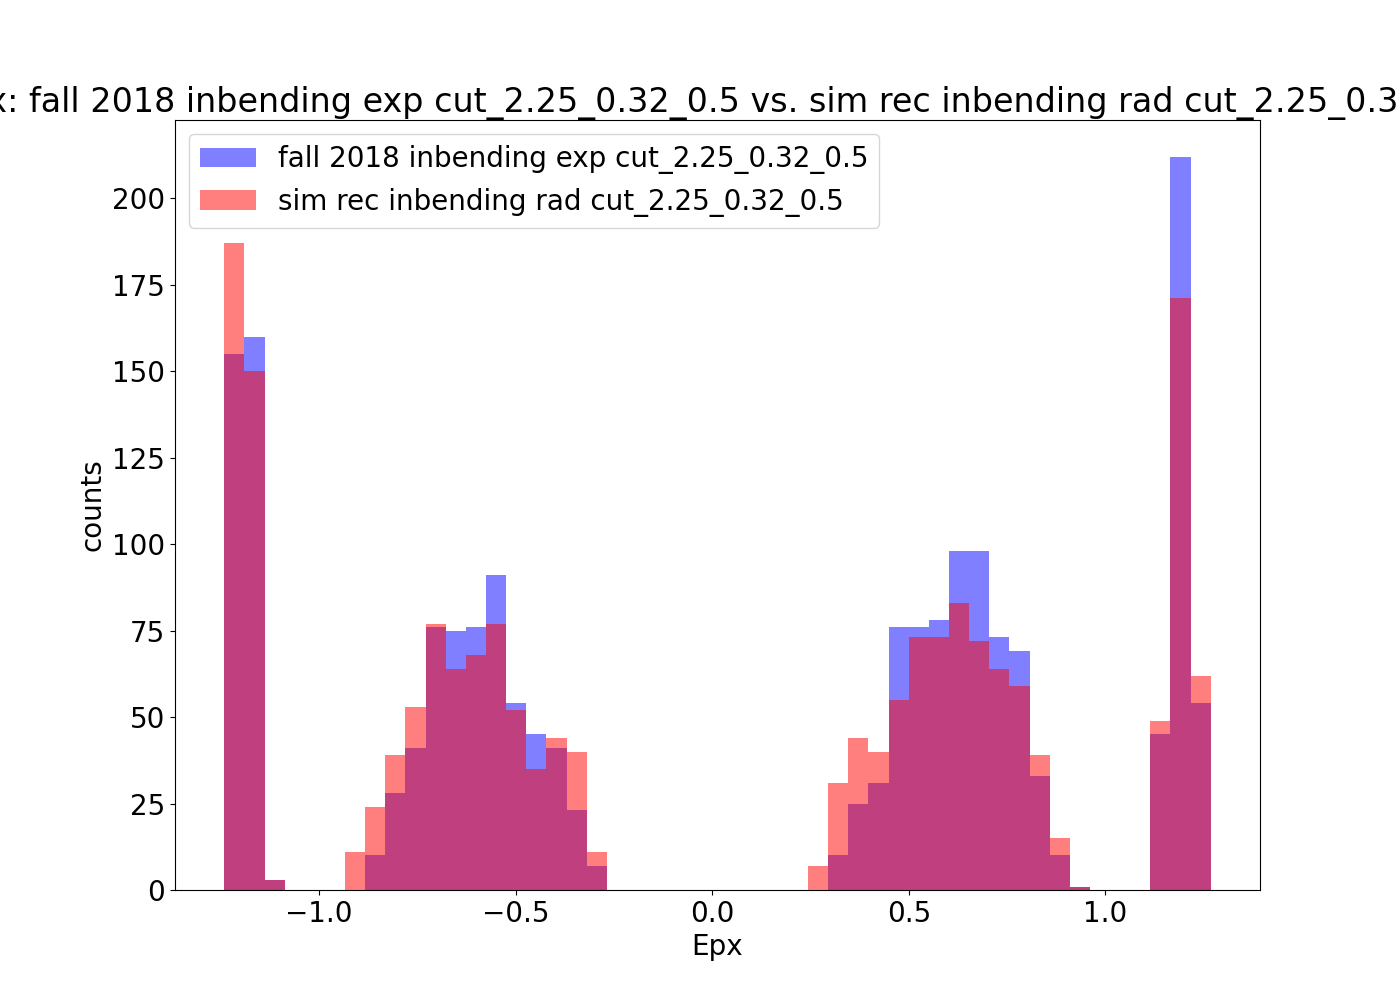 x: fall 2018 inbending exp cut_2.25_0.32_0.5 vs. sim rec inbending rad cut_2.25_0.3
fall 2018 inbending exp cut_2.25_0.32_0.5
sim rec inbending rad cut_2.25_0.32_0.5
200
175
150
125
100
75
50
25
0
counts
−1.0 −0.5 0.0 0.5 1.0
Epx